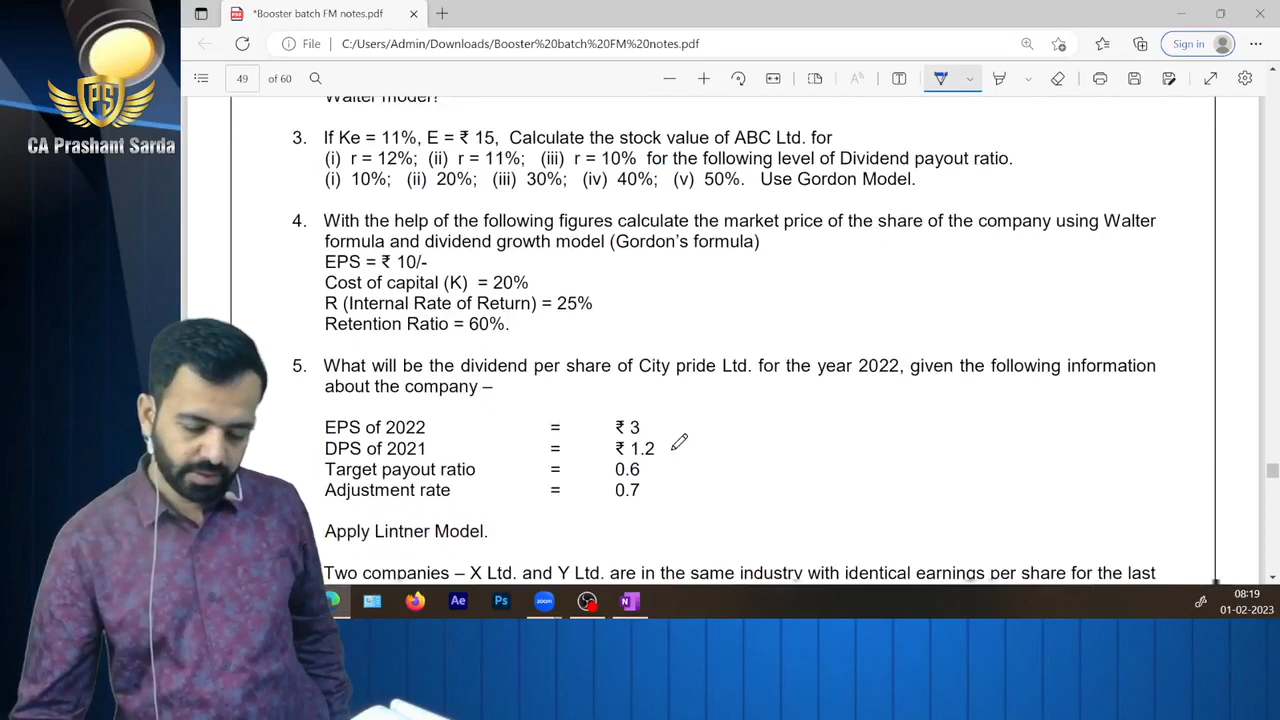 *Booster batch FM notes.pdf
PS
CA Prashant Sarda
File
C:/Users/Admin/Downloads/Booster%20batch%20FM%20notes.pdf
Sign in
49 of 60
Walter model?
3. If Ke = 11%, E = ₹ 15, Calculate the stock value of ABC Ltd. for
(i) r = 12%; (ii) r = 11%; (iii) r = 10% for the following level of Dividend payout ratio.
(i) 10%; (ii) 20%; (iii) 30%; (iv) 40%; (v) 50%. Use Gordon Model.
4. With the help of the following figures calculate the market price of the share of the company using Walter
formula and dividend growth model (Gordon's formula)
EPS = ₹ 10/-
Cost of capital (K) = 20%
R (Internal Rate of Return) = 25%
Retention Ratio = 60%.
5. What will be the dividend per share of City pride Ltd. for the year 2022, given the following information
about the company –
EPS of 2022 = ₹ 3
DPS of 2021 = ₹ 1.2
Target payout ratio = 0.6
Adjustment rate = 0.7
Apply Lintner Model.
Two companies – X Ltd. and Y Ltd. are in the same industry with identical earnings per share for the last
Ae
Ps
zoom
N
08:19
01-02-2023